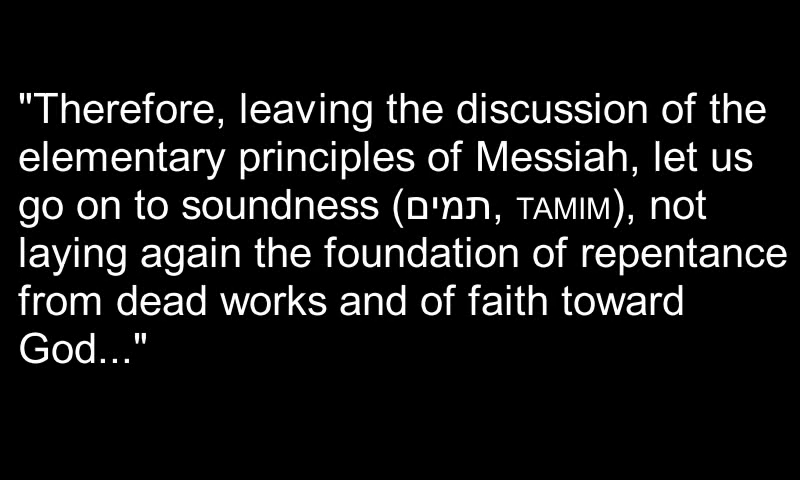 "Therefore, leaving the discussion of the
elementary principles of Messiah, let us
go on to soundness (תמים, TAMIM), not
laying again the foundation of repentance
from dead works and of faith toward
God..."